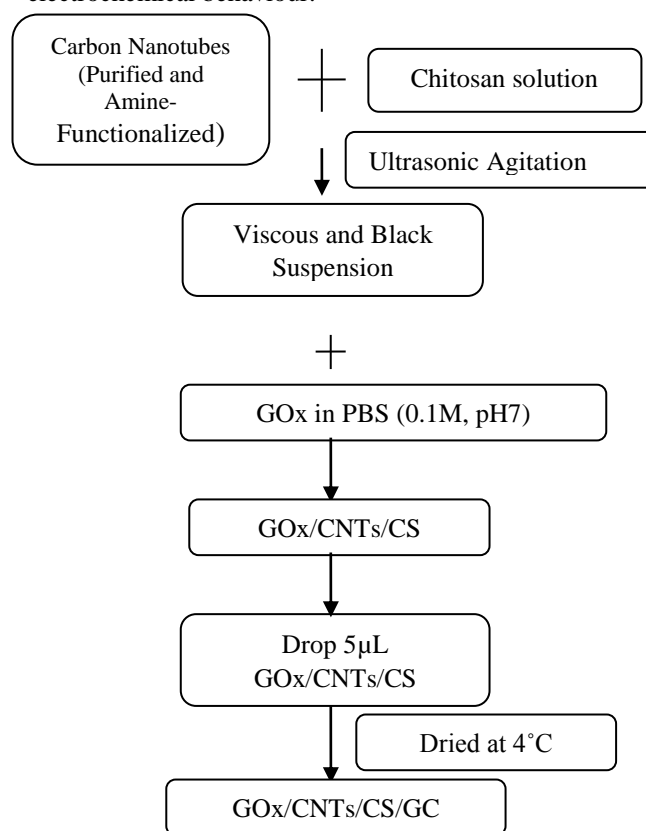 electrochemical behaviour.
Carbon Nanotubes
(Purified and
Amine-
Functionalized)
Chitosan solution
Ultrasonic Agitation
Viscous and Black
Suspension
GOx in PBS (0.1M, pH7)
GOx/CNTs/CS
Drop 5µL
GOx/CNTs/CS
Dried at 4˚C
GOx/CNTs/CS/GC